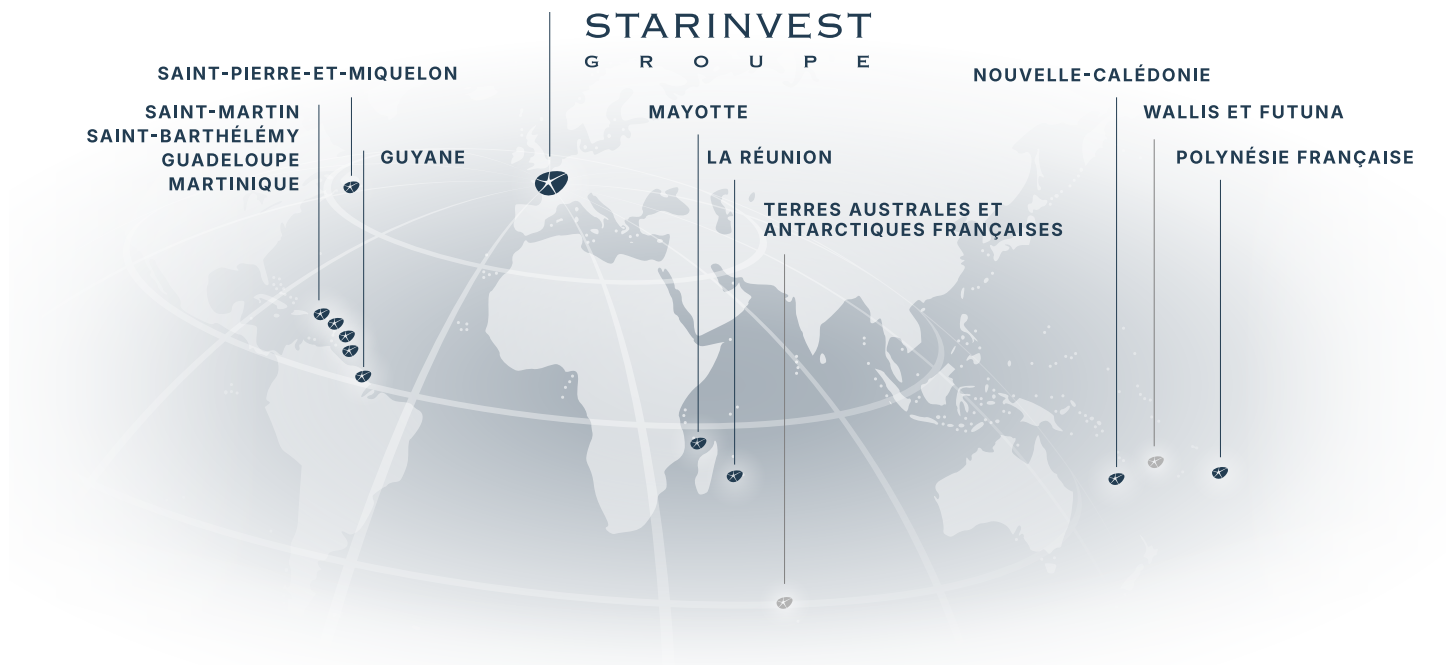 STARINVEST
GROUPE
SAINT-PIERRE-ET-MIQUELON
SAINT-MARTIN
SAINT-BARTHÉLÉMY
GUADELOUPE
MARTINIQUE
GUYANE
MAYOTTE
LA RÉUNION
TERRES AUSTRALES ET
ANTARCTIQUES FRANÇAISES
NOUVELLE-CALÉDONIE
WALLIS ET FUTUNA
POLYNÉSIE FRANÇAISE